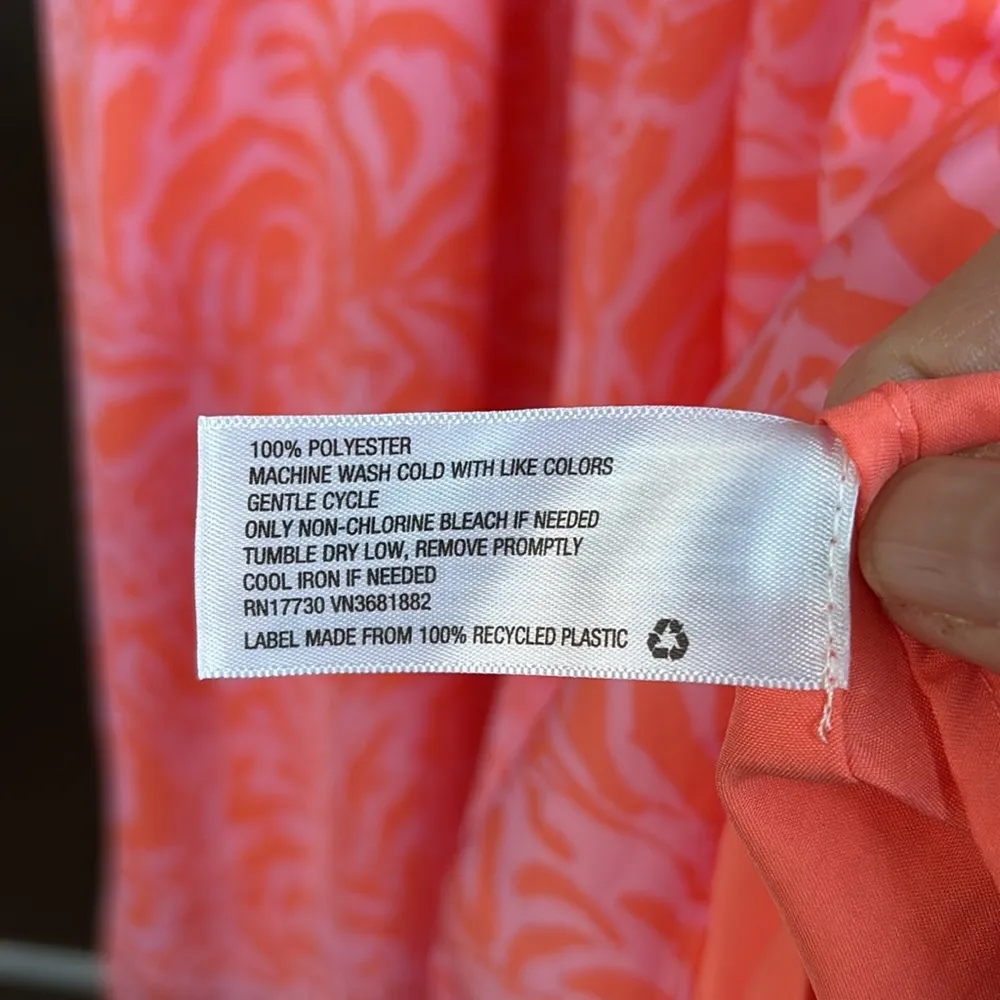 100% POLYESTER
MACHINE WASH COLD WITH LIKE COLORS
GENTLE CYCLE
ONLY NON-CHLORINE BLEACH IF NEEDED
TUMBLE DRY LOW, REMOVE PROMPTLY
COOL IRON IF NEEDED
RN17730 VN3681882
LABEL MADE FROM 100% RECYCLED PLASTIC